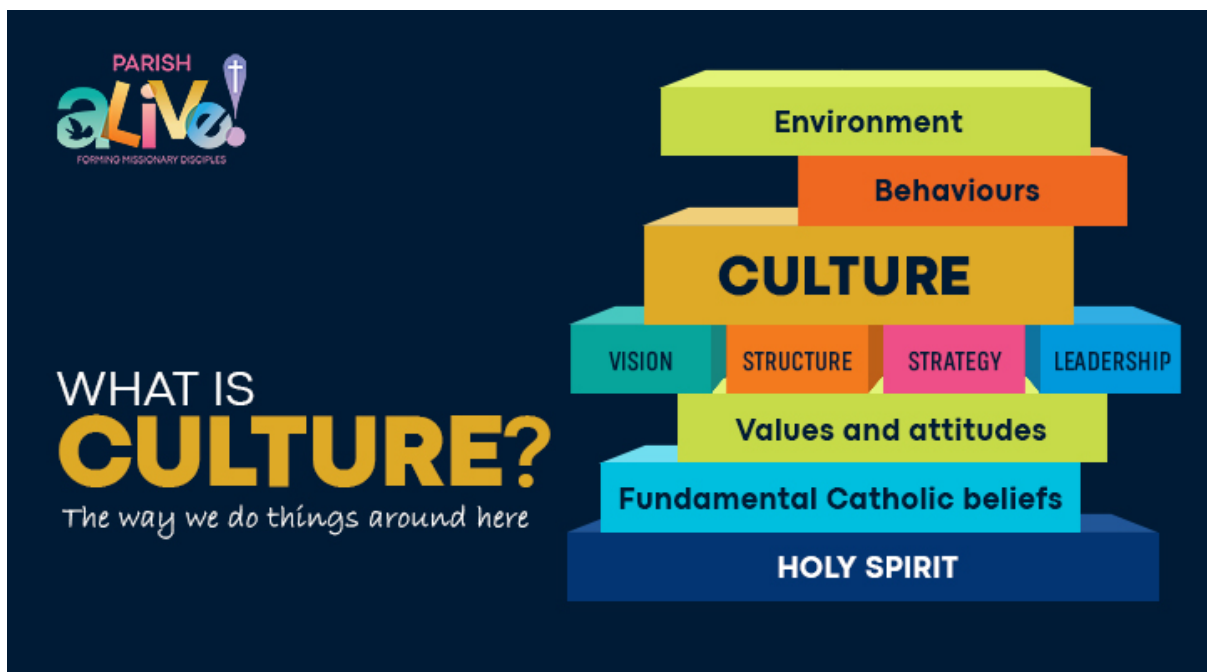 PARISH
aLiVe!
FORMING MISSIONARY DISCIPLES
WHAT IS
CULTURE?
The way we do things around here
Environment
Behaviours
CULTURE
VISION
STRUCTURE
STRATEGY
LEADERSHIP
Values and attitudes
Fundamental Catholic beliefs
HOLY SPIRIT